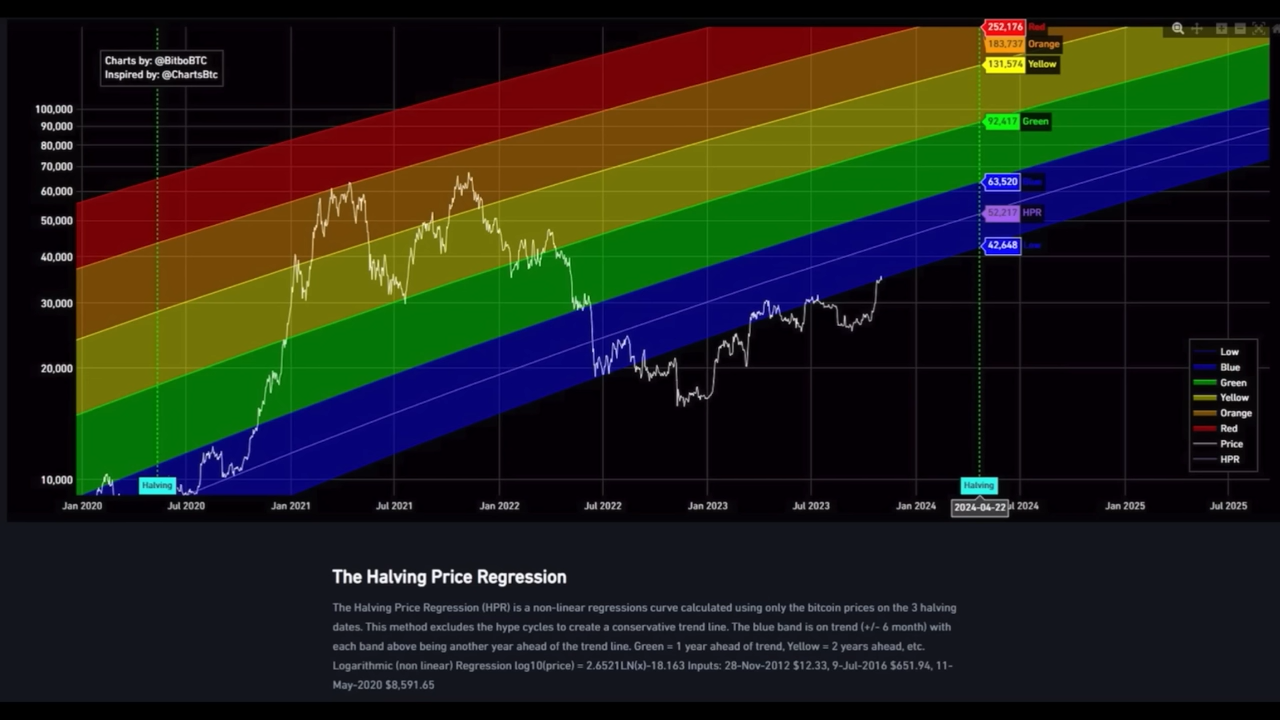 252,176 Red
183,737 Orange
131,574 Yellow
Charts by: @BitboBTC
Inspired by: @ChartsBtc
100,000
90,000
80,000
70,000
60,000
50,000
40,000
30,000
20,000
10,000
92,417 Green
63,520 Blue
52,217 HPR
42,648 Low
Low
Blue
Green
Yellow
Orange
Red
Price
HPR
Halving
Halving
Jan 2020 Jul 2020 Jan 2021 Jul 2021 Jan 2022 Jul 2022 Jan 2023 Jul 2023 Jan 2024 2024-04-22 2024 Jan 2025 Jul 2025
The Halving Price Regression
The Halving Price Regression (HPR) is a non-linear regressions curve calculated using only the bitcoin prices on the 3 halving
dates. This method excludes the hype cycles to create a conservative trend line. The blue band is on trend (+/- 6 month) with
each band above being another year ahead of the trend line. Green = 1 year ahead of trend, Yellow = 2 years ahead, etc.
Logarithmic (non linear) Regression log10(price) = 2.6521LN(x)-18.163 Inputs: 28-Nov-2012 $12.33, 9-Jul-2016 $651.94, 11-
May-2020 $8,591.65